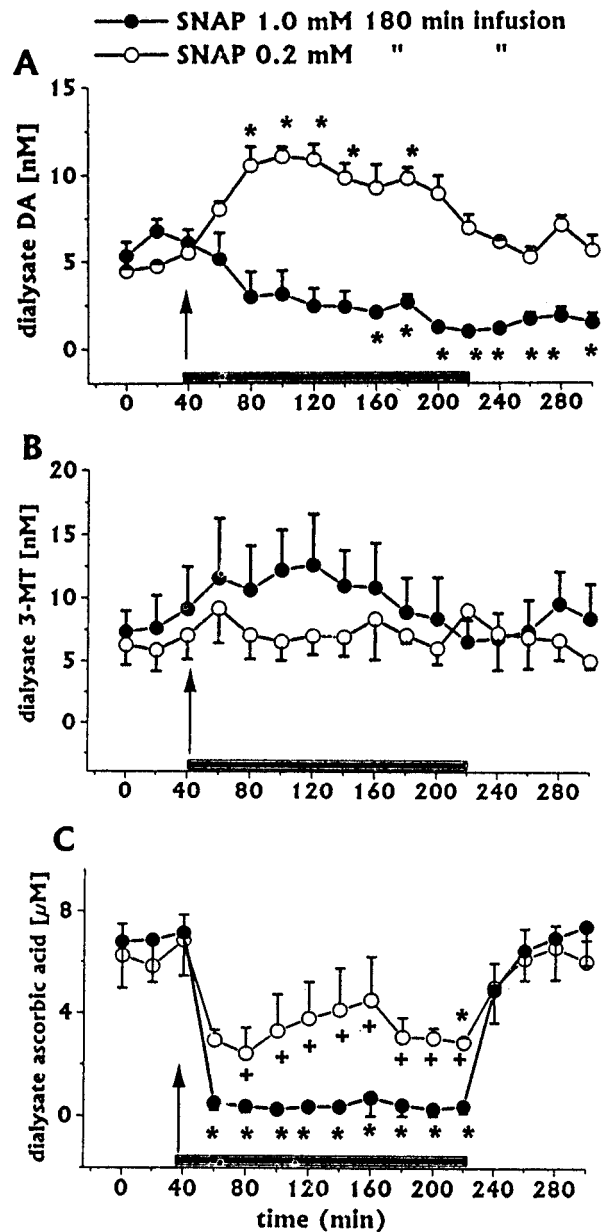 SNAP 1.0 mM 180 min infusion
SNAP 0.2 mM " "
A
dialysate DA [nM]
15
10
5
0
* * * * *
* * * * * * * *
0 40 80 120 160 200 240 280
B
dialysate 3-MT [nM]
20
15
10
5
0
0 40 80 120 160 200 240 280
C
dialysate ascorbic acid [µM]
8
4
0
*
+ + + + + + + +
* * * * * * * * *
0 40 80 120 160 200 240 280
time (min)